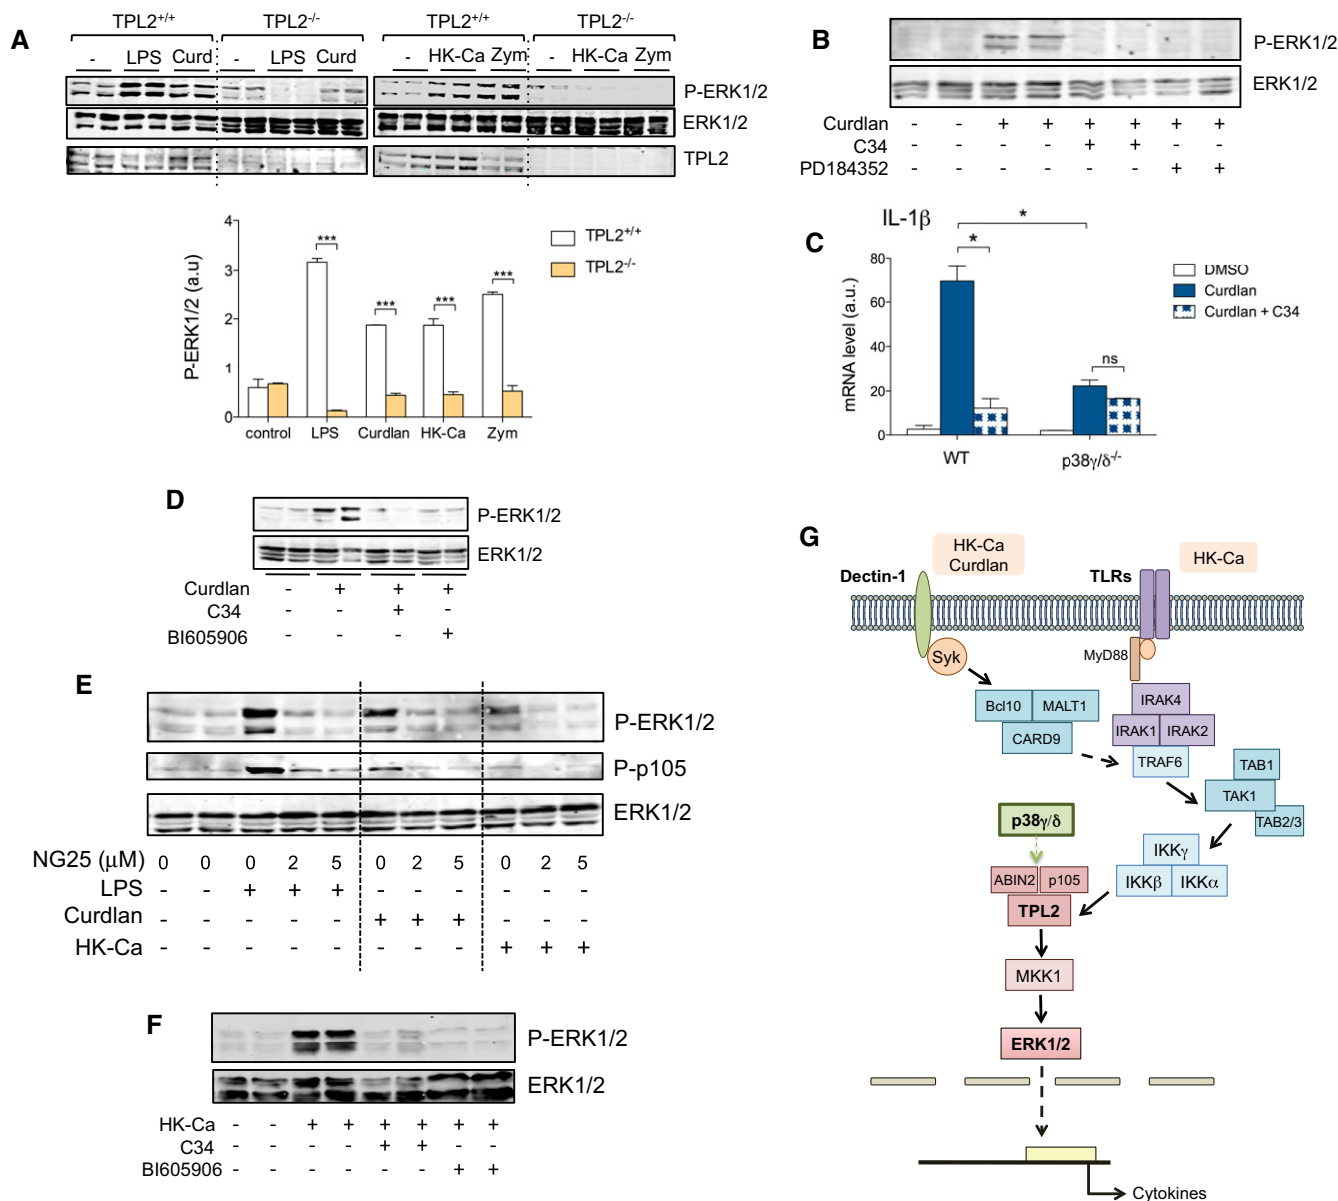 A
TPL2+/+ TPL2-/- TPL2+/+ TPL2-/-
- LPS Curd - LPS Curd - HK-Ca Zym - HK-Ca Zym
P-ERK1/2
ERK1/2
TPL2
P-ERK1/2 (a.u)
4
3
2
1
0
*** *** *** ***
control LPS Curdlan HK-Ca Zym
TPL2+/+
TPL2-/-
B
P-ERK1/2
ERK1/2
Curdlan - - + + + + + +
C34 - - - - + + - -
PD184352 - - - - - - + +
C
IL-1β
mRNA level (a.u.)
80
60
40
20
0
* * ns
WT p38γ/δ-/-
DMSO
Curdlan
Curdlan + C34
D
P-ERK1/2
ERK1/2
Curdlan - + + +
C34 - - + -
BI605906 - - - +
E
P-ERK1/2
P-p105
ERK1/2
NG25 (μM) 0 0 0 2 5 0 2 5 0 2 5
LPS - - + + + - - - - - -
Curdlan - - - - - + + + - - -
HK-Ca - - - - - - - - + + +
F
P-ERK1/2
ERK1/2
HK-Ca - - + + + + + +
C34 - - - - + + - -
BI605906 - - - - - - + +
G
HK-Ca
Curdlan
HK-Ca
Dectin-1
TLRs
Syk
MyD88
Bcl10 MALT1
CARD9
IRAK4
IRAK1 IRAK2
TRAF6
TAB1
TAK1
TAB2/3
p38γ/δ
IKKγ
IKKβ IKKα
ABIN2 p105
TPL2
MKK1
ERK1/2
Cytokines